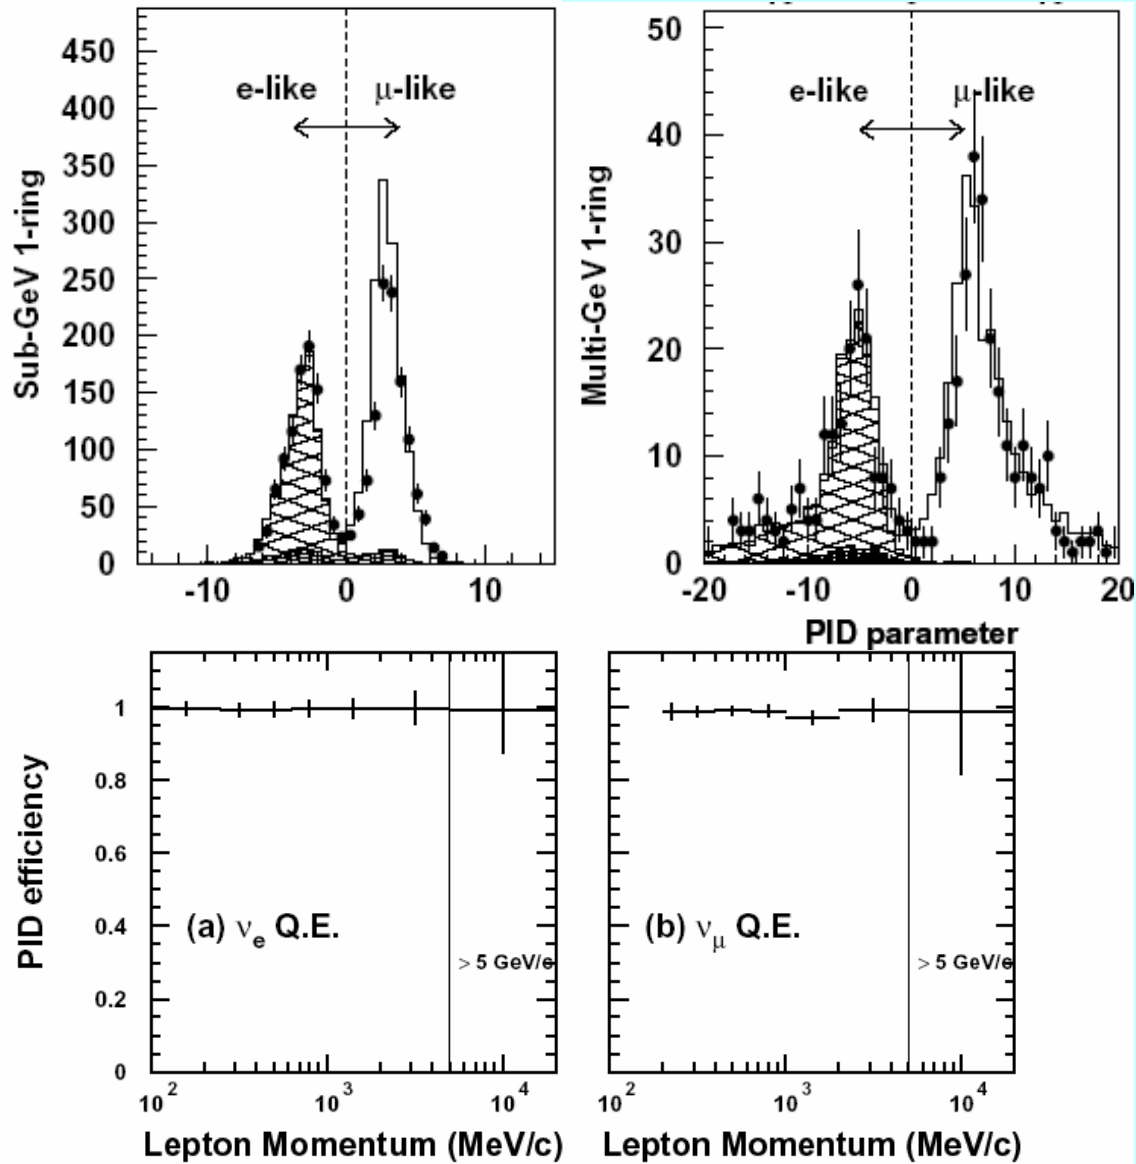 Sub-GeV 1-ring
450
400
350
300
250
200
150
100
50
0
e-like
μ-like
-10
0
10
Multi-GeV 1-ring
50
40
30
20
10
0
e-like
μ-like
-20
-10
0
10
20
PID parameter
PID efficiency
1
0.8
0.6
0.4
0.2
0
(a) νe Q.E.
> 5 GeV/c
10²
10³
10⁴
Lepton Momentum (MeV/c)
(b) νμ Q.E.
> 5 GeV/c
10²
10³
10⁴
Lepton Momentum (MeV/c)